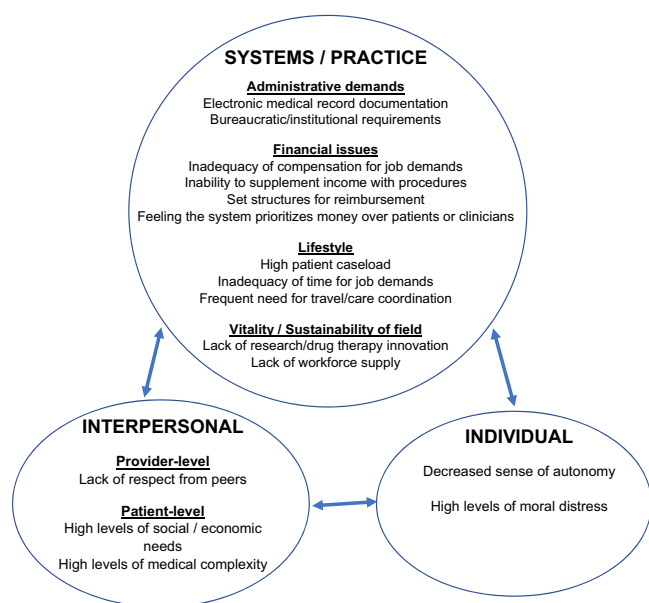 SYSTEMS / PRACTICE
Administrative demands
Electronic medical record documentation
Bureaucratic/institutional requirements
Financial issues
Inadequacy of compensation for job demands
Inability to supplement income with procedures
Set structures for reimbursement
Feeling the system prioritizes money over patients or clinicians
Lifestyle
High patient caseload
Inadequacy of time for job demands
Frequent need for travel/care coordination
Vitality / Sustainability of field
Lack of research/drug therapy innovation
Lack of workforce supply
INTERPERSONAL
Provider-level
Lack of respect from peers
Patient-level
High levels of social / economic
needs
High levels of medical complexity
INDIVIDUAL
Decreased sense of autonomy
High levels of moral distress